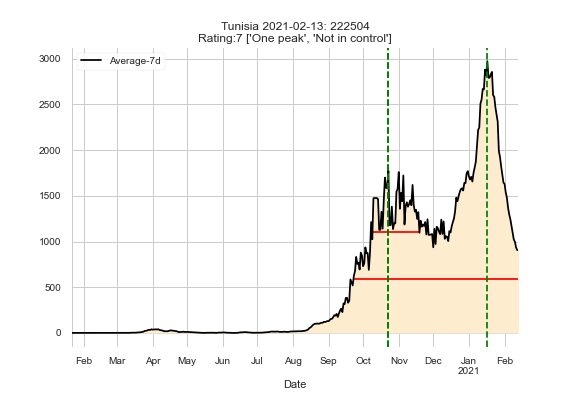 Tunisia 2021-02-13: 222504
Rating:7 ['One peak', 'Not in control']
Average-7d
3000
2500
2000
1500
1000
500
0
Feb Mar Apr May Jun Jul Aug Sep Oct Nov Dec Jan Feb
2021
Date